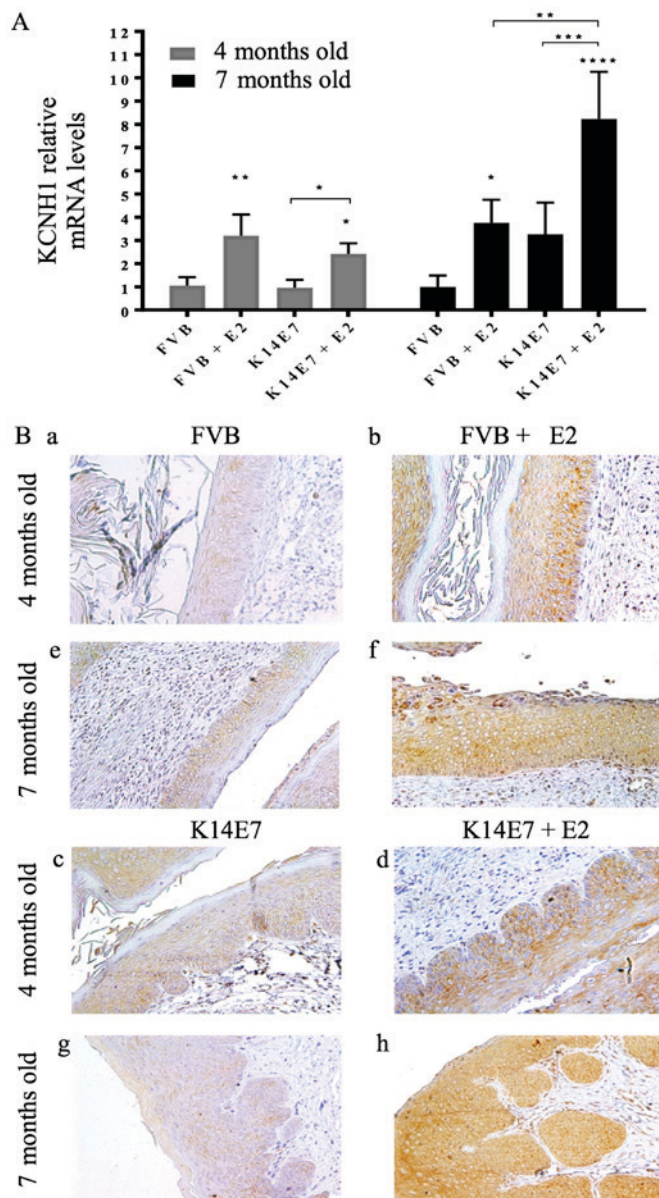 A
KCNH1 relative
mRNA levels
12
11
10
9
8
7
6
5
4
3
2
1
0
4 months old
7 months old
**
*
*
*
**
***
****
FVB
FVB + E2
K14E7
K14E7 + E2
FVB
FVB + E2
K14E7
K14E7 + E2
B
a
FVB
b
FVB + E2
4 months old
e
f
7 months old
K14E7
K14E7 + E2
c
d
4 months old
g
h
7 months old